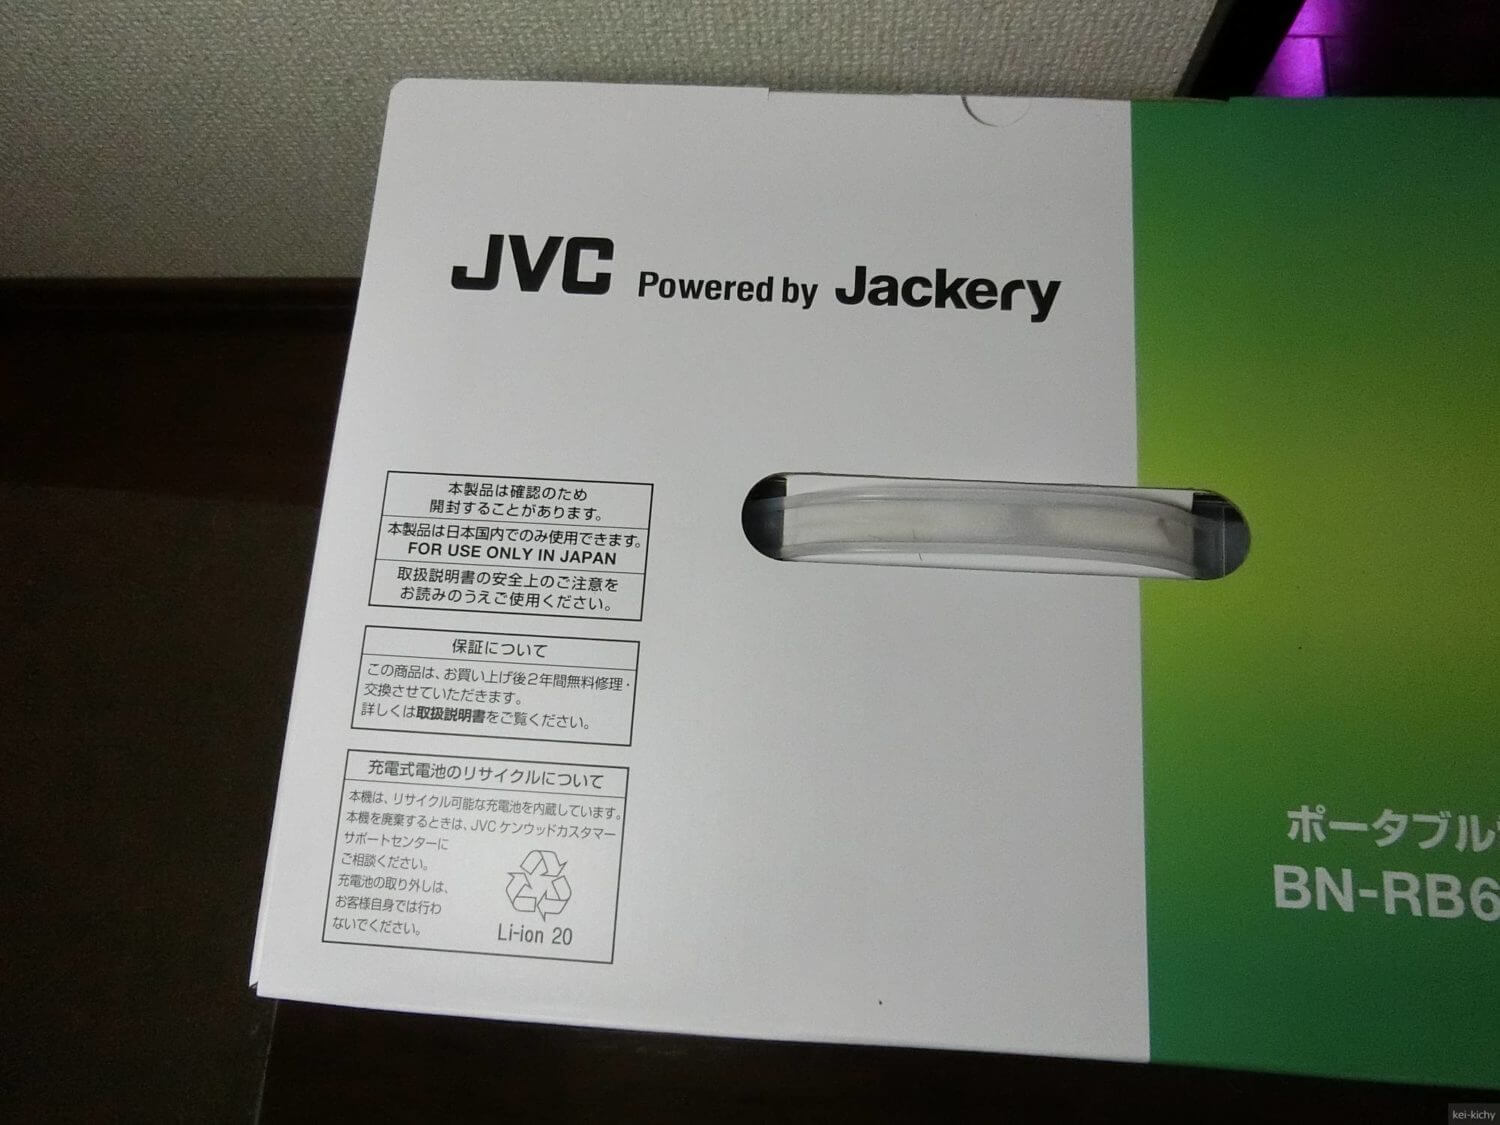 JVC Powered by Jackery
本製品は確認のため
開封することがあります。
本製品は日本国内でのみ使用できます。
FOR USE ONLY IN JAPAN
取扱説明書の安全上のご注意を
お読みのうえご使用ください。
保証について
この商品は、お買い上げ後2年間無料修理・
交換させていただきます。
詳しくは取扱説明書をご覧ください。
充電式電池のリサイクルについて
本機は、リサイクル可能な充電池を内蔵しています。
本機を廃棄するときは、JVCケンウッドカスタマー
サポートセンターに
ご相談ください。
充電池の取り外しは、
お客様自身では行わ
ないでください。
Li-ion 20
ポータブル
BN-RB6
kei-kichy